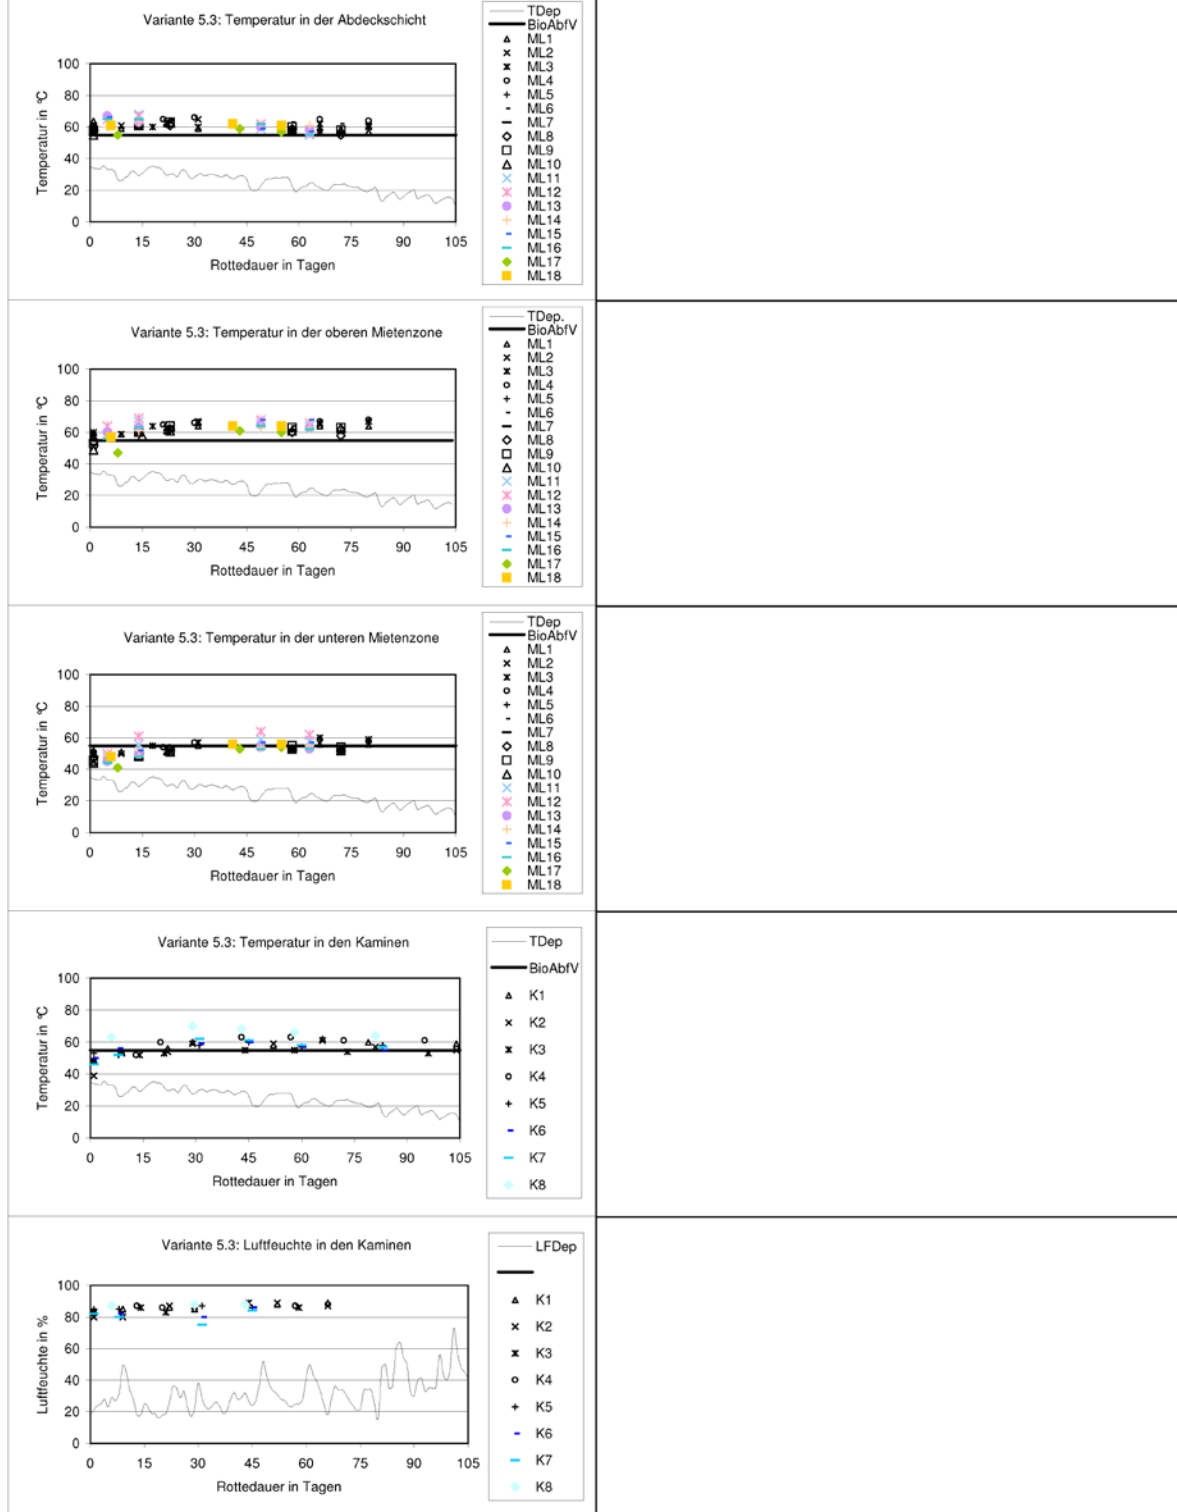 Variante 5.3: Temperatur in der Abdeckschicht
TDep
BioAbfV
ML1
ML2
ML3
ML4
ML5
ML6
ML7
ML8
ML9
ML10
ML11
ML12
ML13
ML14
ML15
ML16
ML17
ML18
Temperatur in °C
100
80
60
40
20
0
0 15 30 45 60 75 90 105
Rottedauer in Tagen
Variante 5.3: Temperatur in der oberen Mietenzone
TDep.
BioAbfV
ML1
ML2
ML3
ML4
ML5
ML6
ML7
ML8
ML9
ML10
ML11
ML12
ML13
ML14
ML15
ML16
ML17
ML18
Temperatur in °C
100
80
60
40
20
0
0 15 30 45 60 75 90 105
Rottedauer in Tagen
Variante 5.3: Temperatur in der unteren Mietenzone
TDep
BioAbfV
ML1
ML2
ML3
ML4
ML5
ML6
ML7
ML8
ML9
ML10
ML11
ML12
ML13
ML14
ML15
ML16
ML17
ML18
Temperatur in °C
100
80
60
40
20
0
0 15 30 45 60 75 90 105
Rottedauer in Tagen
Variante 5.3: Temperatur in den Kaminen
TDep
BioAbfV
K1
K2
K3
K4
K5
K6
K7
K8
Temperatur in °C
100
80
60
40
20
0
0 15 30 45 60 75 90 105
Rottedauer in Tagen
Variante 5.3: Luftfeuchte in den Kaminen
LFDep
K1
K2
K3
K4
K5
K6
K7
K8
Luftfeuchte in %
100
80
60
40
20
0
0 15 30 45 60 75 90 105
Rottedauer in Tagen